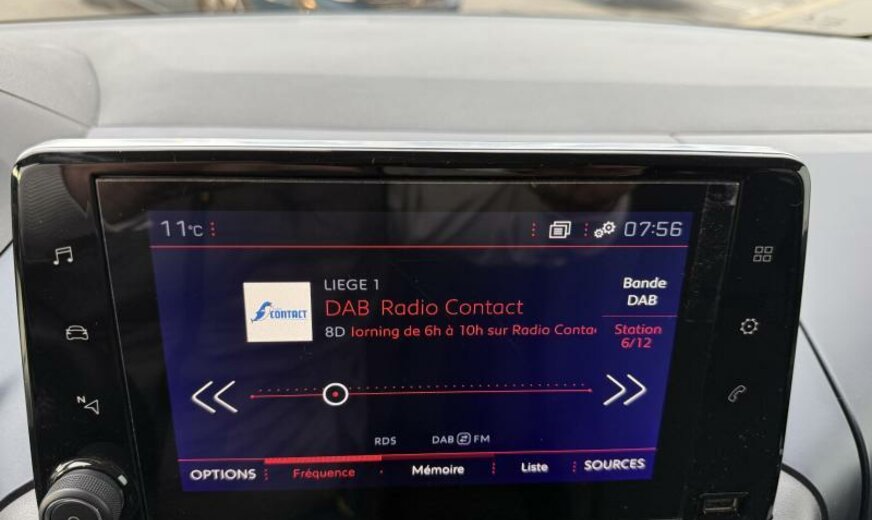 11°C
07:56
LIEGE 1
CONTACT
DAB Radio Contact
8D lorning de 6h à 10h sur Radio Conta
Bande
DAB
Station
6/12
N
RDS DAB FM
OPTIONS Fréquence Mémoire Liste SOURCES